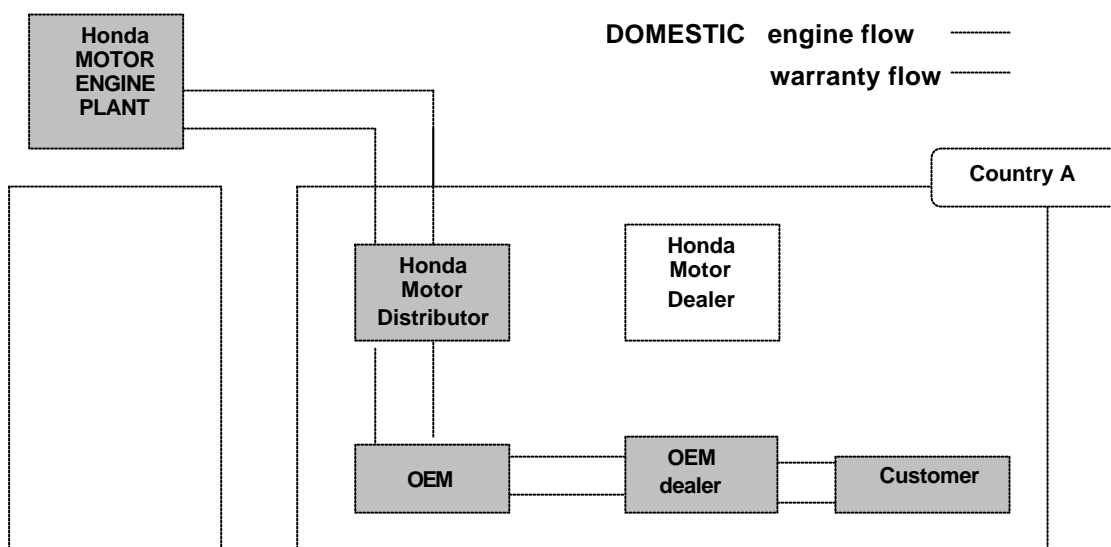 Honda
MOTOR
ENGINE
PLANT
DOMESTIC engine flow
warranty flow
Country A
Honda
Motor
Distributor
Honda
Motor
Dealer
OEM
OEM
dealer
Customer